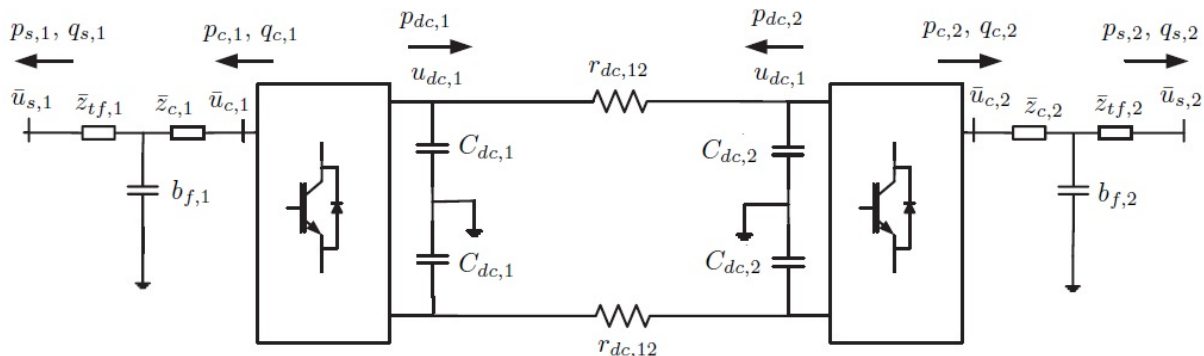 p_{s,1}, q_{s,1}
p_{c,1}, q_{c,1}
p_{dc,1}
p_{dc,2}
p_{c,2}, q_{c,2}
p_{s,2}, q_{s,2}
ū_{s,1}
z̄_{tf,1}
z̄_{c,1}
ū_{c,1}
u_{dc,1}
r_{dc,12}
u_{dc,1}
ū_{c,2}
z̄_{c,2}
z̄_{tf,2}
ū_{s,2}
b_{f,1}
C_{dc,1}
C_{dc,2}
b_{f,2}
C_{dc,1}
C_{dc,2}
r_{dc,12}